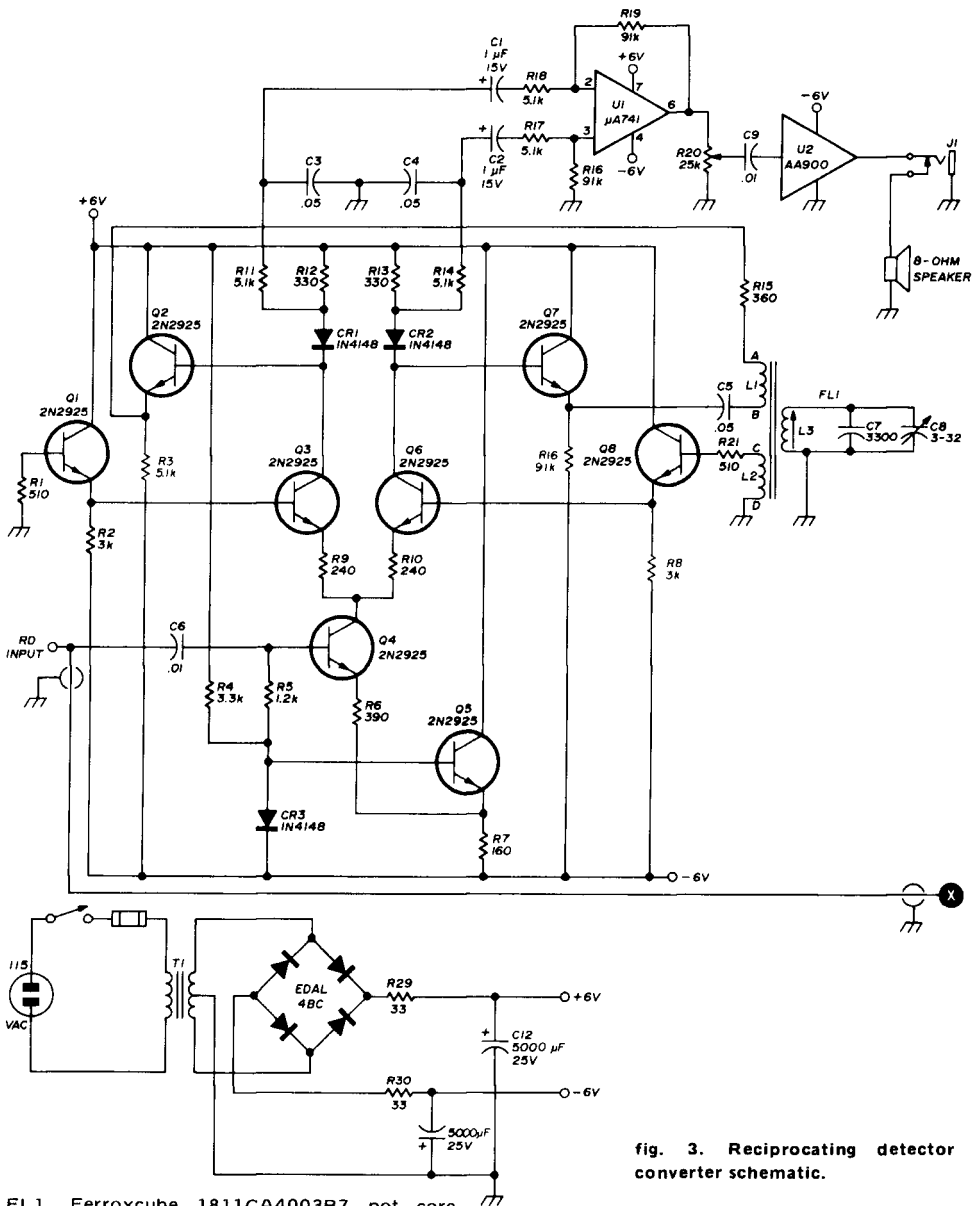 R19
91k
C1
1 µF
15V
+6V
R18
5.1k
2
7
U1
µA741
6
-6V
3
4
R17
5.1k
C2
1 µF
15V
-6V
R16
91k
R20
25k
C9
.01
U2
AA900
J1
C3
.05
C4
.05
8-OHM
SPEAKER
+6V
R11
5.1k
R12
330
R13
330
R14
5.1k
R15
360
Q2
2N2925
CR1
1N4148
CR2
1N4148
Q7
2N2925
A
L1
B
C5
.05
FL1
L3
C7
3300
C8
3-32
Q1
2N2925
R1
510
R3
5.1k
Q3
2N2925
Q6
2N2925
R16
91k
Q8
2N2925
R21
510
C
L2
D
R2
3k
R9
240
R10
240
R8
3k
RD
INPUT
C6
.01
Q4
2N2925
R4
3.3k
R5
1.2k
R6
390
Q5
2N2925
CR3
1N4148
R7
160
-6V
X
115
VAC
T1
EDAL
4BC
R29
33
+6V
C12
5000 µF
25V
+
R30
33
-6V
5000µF
25V
+
fig. 3. Reciprocating detector
converter schematic.
FL1 Ferroxcube 1811CA4003B7 pot core